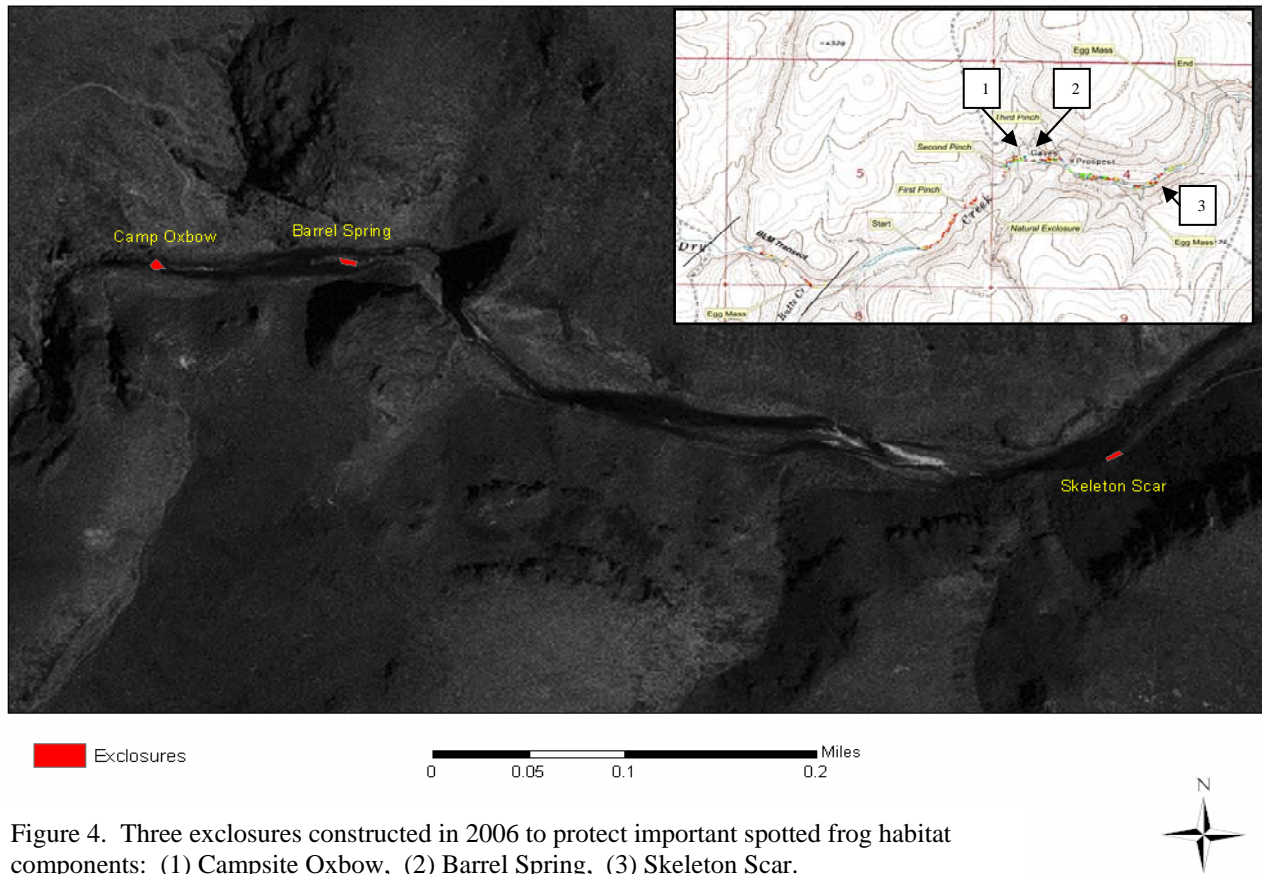 Camp Oxbow
Barrel Spring
Skeleton Scar
1
2
3
Egg Mass
End
Third Pinch
Second Pinch
Caves
Prospect
5
4
First Pinch
Creek
Start
Natural Exclosure
Egg Mass
Dry
BLM Transect
Butte Cr
Egg Mass
8
9
Exclosures
Miles
0 0.05 0.1 0.2
N
Figure 4. Three exclosures constructed in 2006 to protect important spotted frog habitat
components: (1) Campsite Oxbow, (2) Barrel Spring, (3) Skeleton Scar.